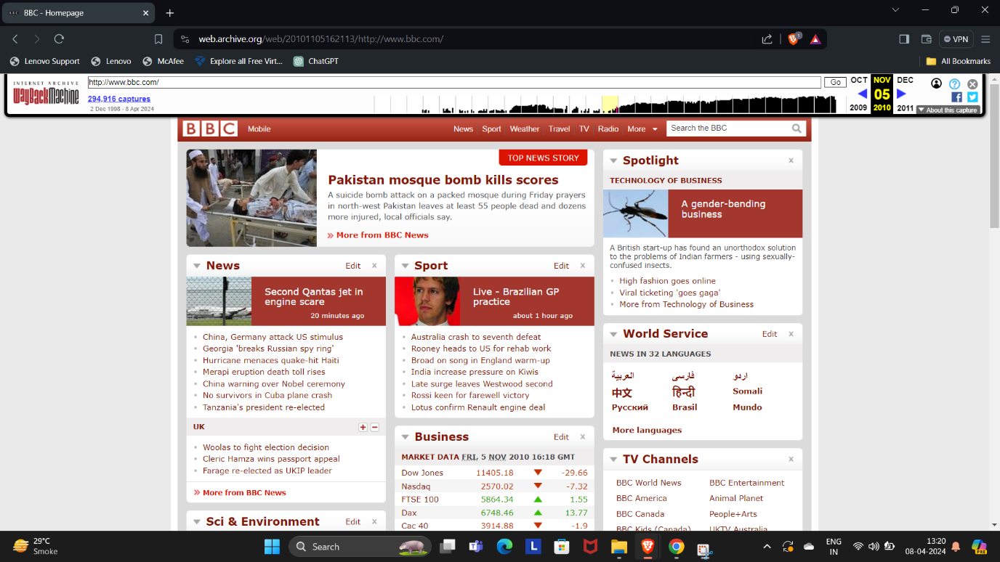 BBC - Homepage
web.archive.org/web/20101105162113/http://www.bbc.com/
1
VPN
Lenovo Support
Lenovo
McAfee
Explore all Free Virt...
ChatGPT
All Bookmarks
INTERNET ARCHIVE
WayBackMachine
http://www.bbc.com/
Go
294,916 captures
2 Dec 1998 - 8 Apr 2024
OCT NOV DEC
05
2009 2010 2011
About this capture
BBC
Mobile
News Sport Weather Travel TV Radio More
Search the BBC
TOP NEWS STORY
Pakistan mosque bomb kills scores
A suicide bomb attack on a packed mosque during Friday prayers
in north-west Pakistan leaves at least 55 people dead and dozens
more injured, local officials say.
More from BBC News
News
Edit
Second Qantas jet in
engine scare
20 minutes ago
China, Germany attack US stimulus
Georgia 'breaks Russian spy ring'
Hurricane menaces quake-hit Haiti
Merapi eruption death toll rises
China warning over Nobel ceremony
No survivors in Cuba plane crash
Tanzania's president re-elected
UK
Woolas to fight election decision
Cleric Hamza wins passport appeal
Farage re-elected as UKIP leader
More from BBC News
Sci & Environment
Edit
Sport
Edit
Live - Brazilian GP
practice
about 1 hour ago
Australia crash to seventh defeat
Rooney heads to US for rehab work
Broad on song in England warm-up
India increase pressure on Kiwis
Late surge leaves Westwood second
Rossi keen for farewell victory
Lotus confirm Renault engine deal
Business
Edit
MARKET DATA FRI, 5 NOV 2010 16:18 GMT
Dow Jones 11405.18 -29.66
Nasdaq 2570.02 -7.32
FTSE 100 5864.34 1.55
Dax 6748.46 13.77
Cac 40 3914.88 -1.9
Spotlight
TECHNOLOGY OF BUSINESS
A gender-bending
business
A British start-up has found an unorthodox solution
to the problems of Indian farmers - using sexually-
confused insects.
High fashion goes online
Viral ticketing 'goes gaga'
More from Technology of Business
World Service
Edit
NEWS IN 32 LANGUAGES
العربية فارسی اردو
中文 हिन्दी Somali
Русский Brasil Mundo
More languages
TV Channels
BBC World News BBC Entertainment
BBC America Animal Planet
BBC Canada People+Arts
BBC Kids (Canada) UKTV Australia
29°C
Smoke
Search
L
ENG
IN
13:20
08-04-2024
PRE